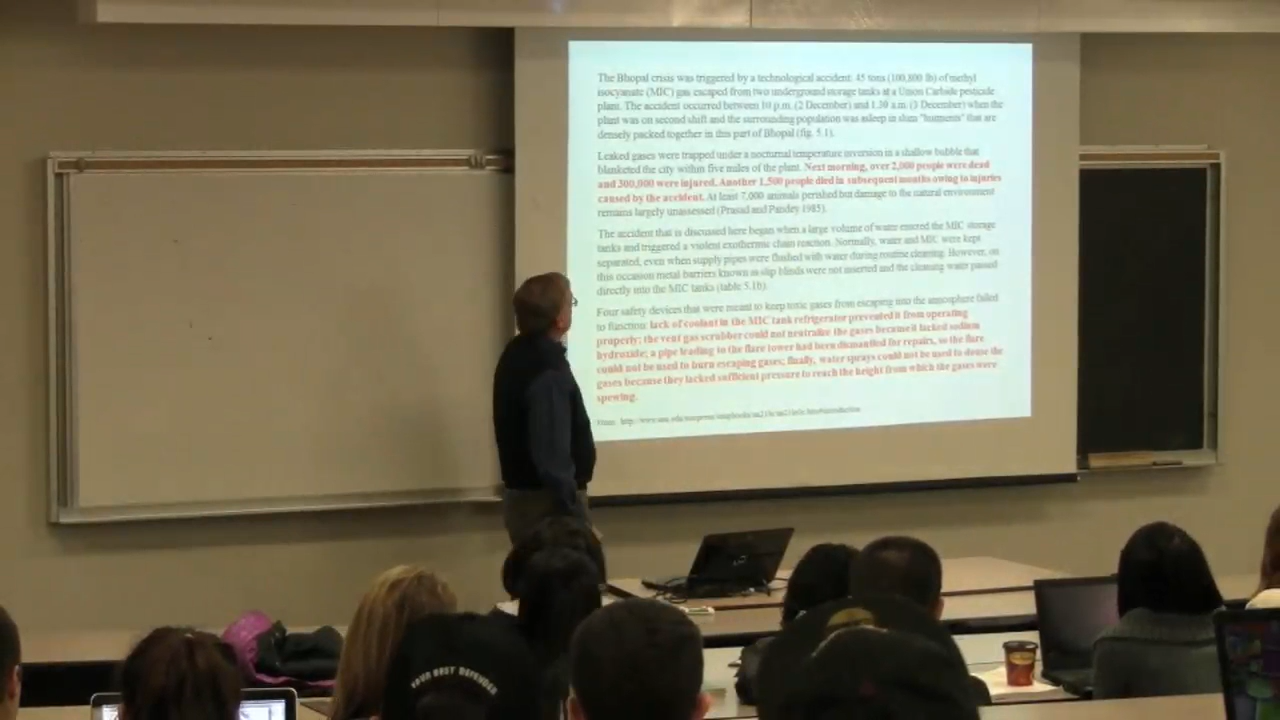 The Bhopal crisis was triggered by a technological accident: 45 tons (100,800 lb) of methyl
isocyanate (MIC) gas escaped from two underground storage tanks at a Union Carbide pesticide
plant. The accident occurred between 10 p.m. (2 December) and 1.30 a.m. (3 December) when the
plant was on second shift and the surrounding population was asleep in slum "hutments" that are
densely packed together in this part of Bhopal (fig. 5.1).
Leaked gases were trapped under a nocturnal temperature inversion in a shallow bubble that
blanketed the city within five miles of the plant. Next morning, over 2,000 people were dead
and 300,000 were injured. Another 1,500 people died in subsequent months owing to injuries
caused by the accident. At least 7,000 animals perished but damage to the natural environment
remains largely unassessed (Prasad and Pandey 1985).
The accident that is discussed here began when a large volume of water entered the MIC storage
tanks and triggered a violent exothermic chain reaction. Normally, water and MIC were kept
separated, even when supply pipes were flushed with water during routine cleaning. However, on
this occasion metal barriers known as slip blinds were not inserted and the cleaning water passed
directly into the MIC tanks (table 5.1b).
Four safety devices that were meant to keep toxic gases from escaping into the atmosphere failed
to function: lack of coolant in the MIC tank refrigerator prevented it from operating
properly; the vent gas scrubber could not neutralize the gases because it lacked sodium
hydroxide; a pipe leading to the flare tower had been dismantled for repairs, so the flare
could not be used to burn escaping gases; finally, water sprays could not be used to douse the
gases because they lacked sufficient pressure to reach the height from which the gases were
spewing.
From: http://www.unu.edu/unupress/unupbooks/
YOUR BEST DEFENDER